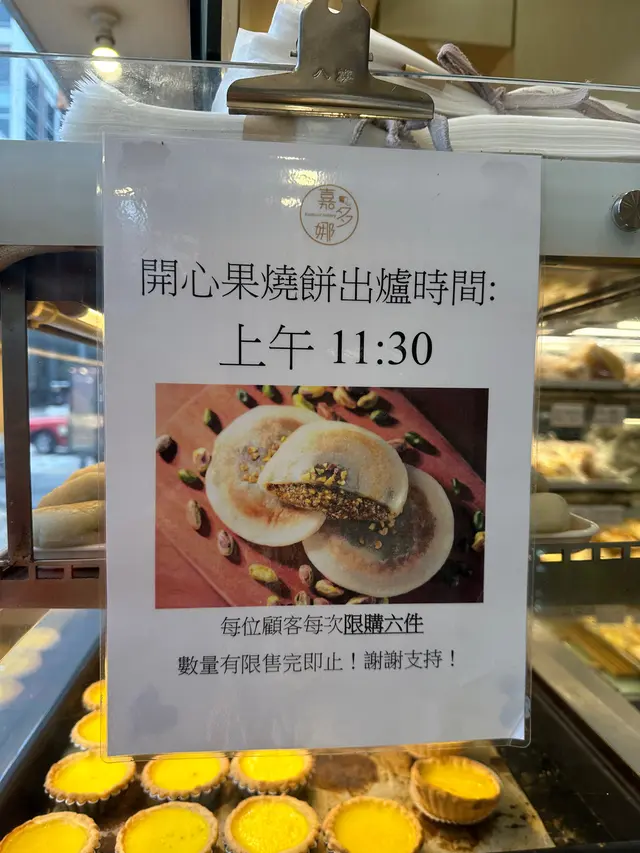 嘉
多
娜
開心果燒餅出爐時間:
上午 11:30
每位顧客每次限購六件
數量有限售完即止！謝謝支持！